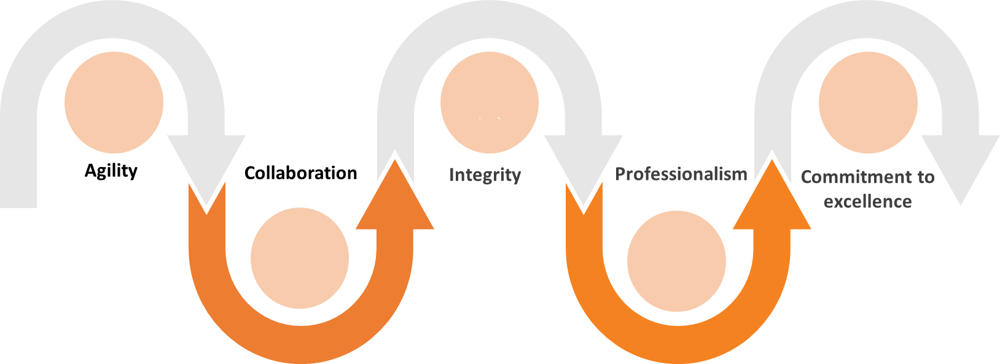 Agility
Collaboration
Integrity
Professionalism
Commitment to
excellence